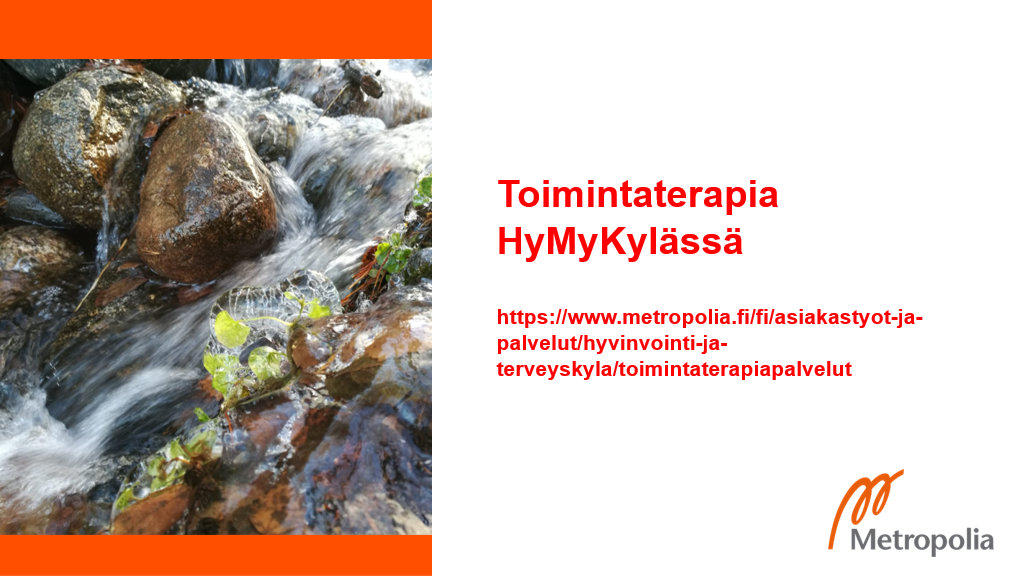 Toimintaterapia
HyMyKylässä
https://www.metropolia.fi/fi/asiakastyot-ja-
palvelut/hyvinvointi-ja-
terveyskyla/toimintaterapiapalvelut
Metropolia